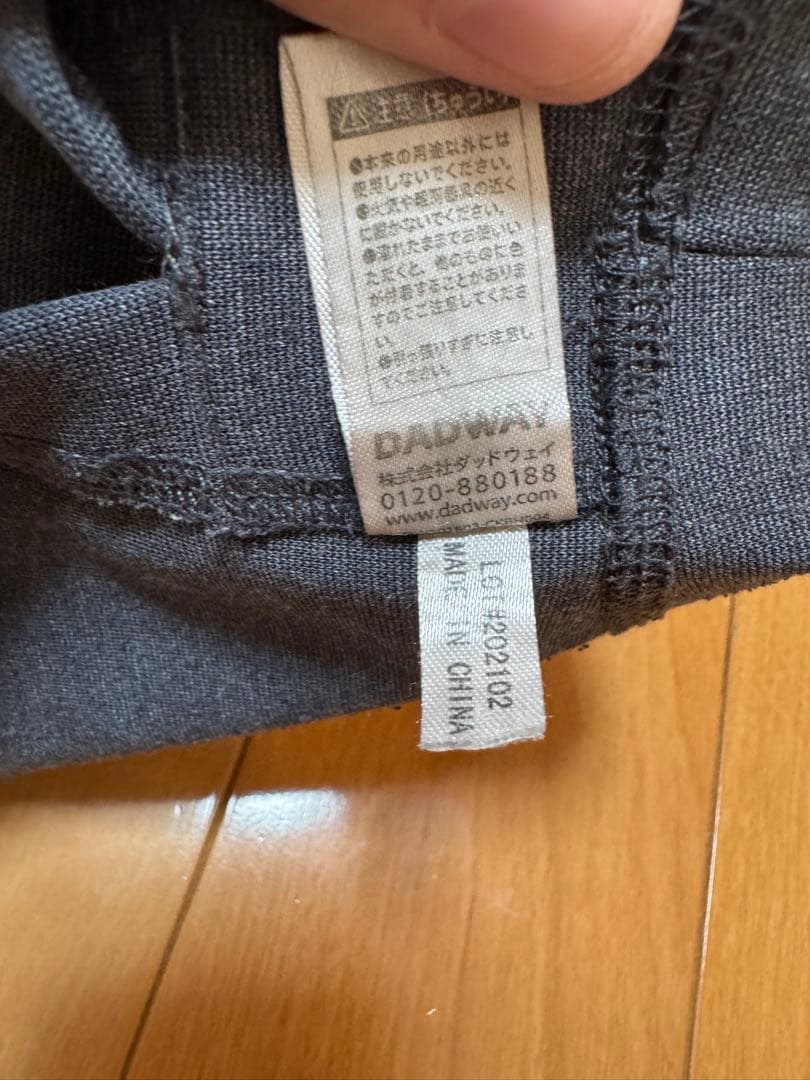 ⚠ 注意(ちゅうい)
●本来の用途以外には
使用しないでください。
●火気や暖房器具の近く
に置かないでください。
●濡れたままでお使いい
ただくと、他のものに色
が付着することがありま
すのでご注意してくださ
い。
●引っ張りすぎに注意し
てください。
DADWAY
株式会社ダッドウェイ
0120-880188
www.dadway.com
LOT#202102
MADE IN CHINA